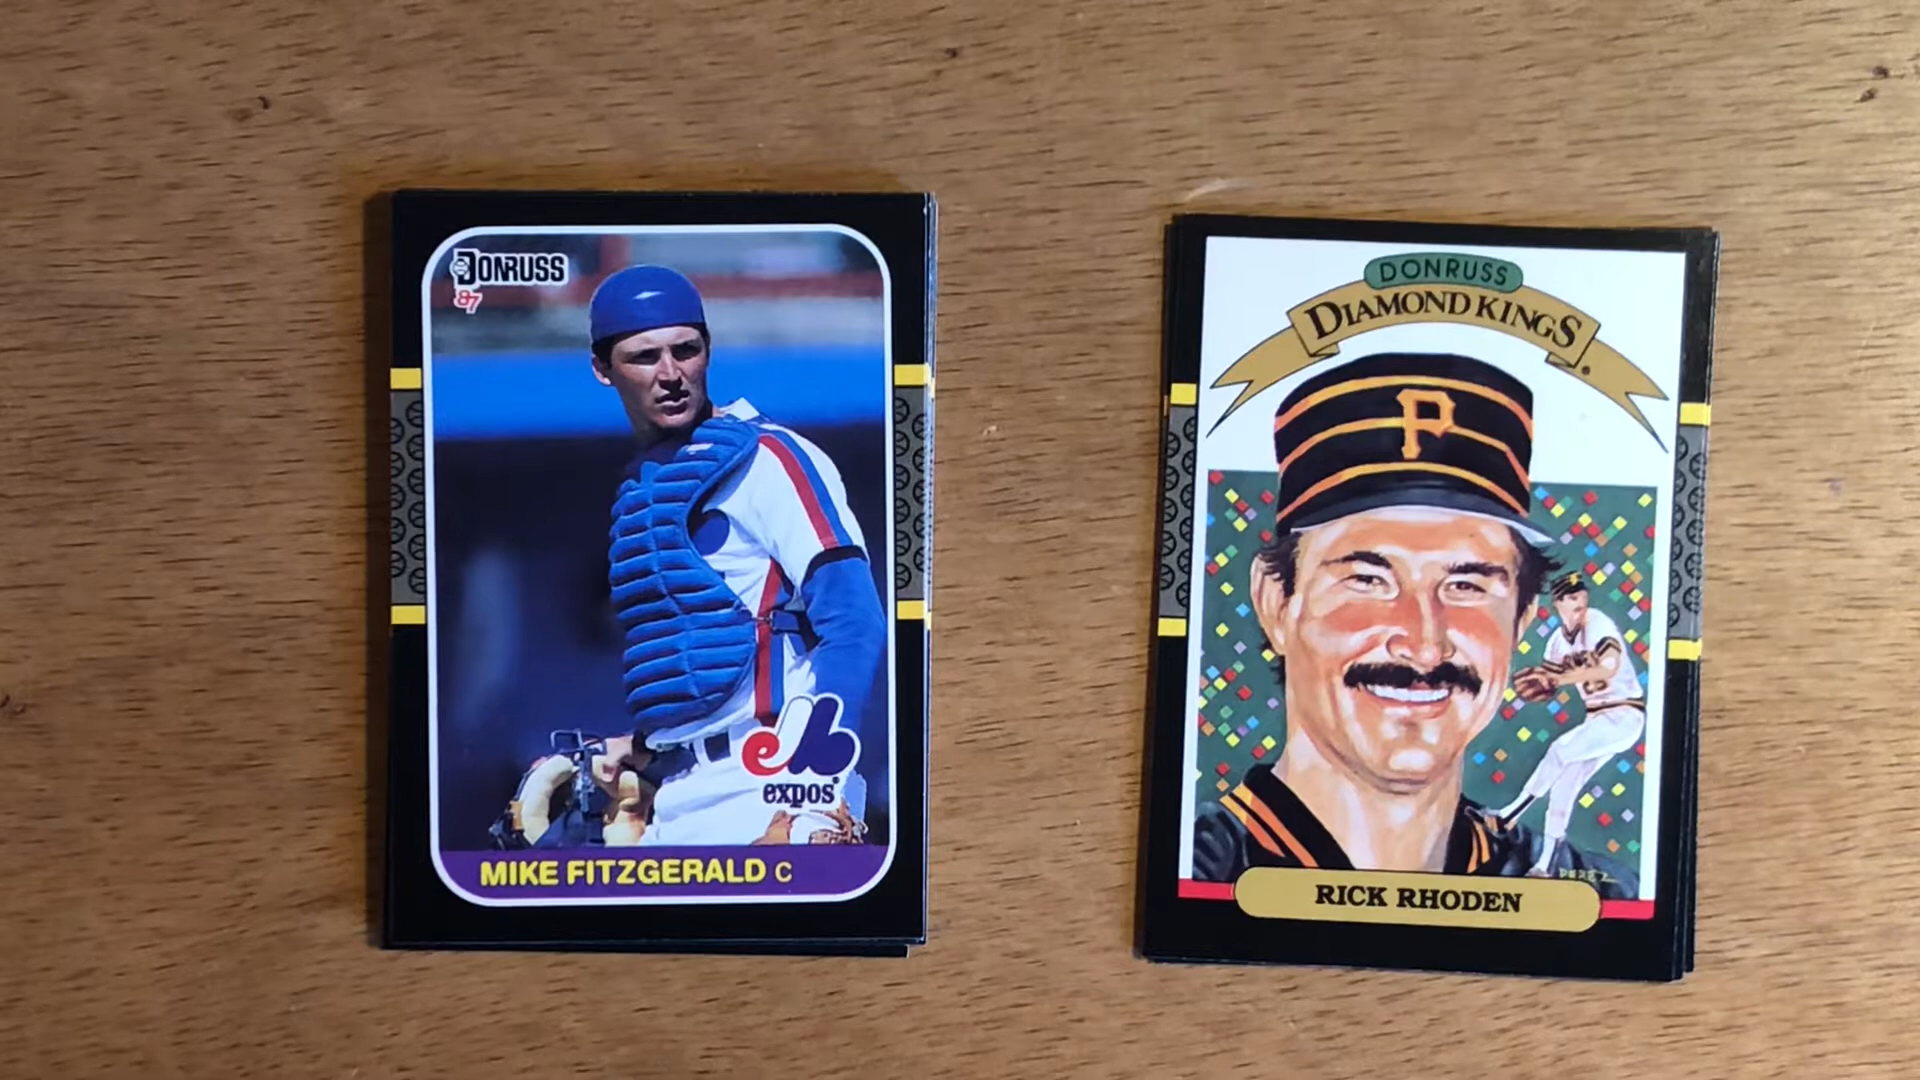 DONRUSS
87
expos
MIKE FITZGERALD C
DONRUSS
DIAMOND KINGS
P
PEREZ
RICK RHODEN